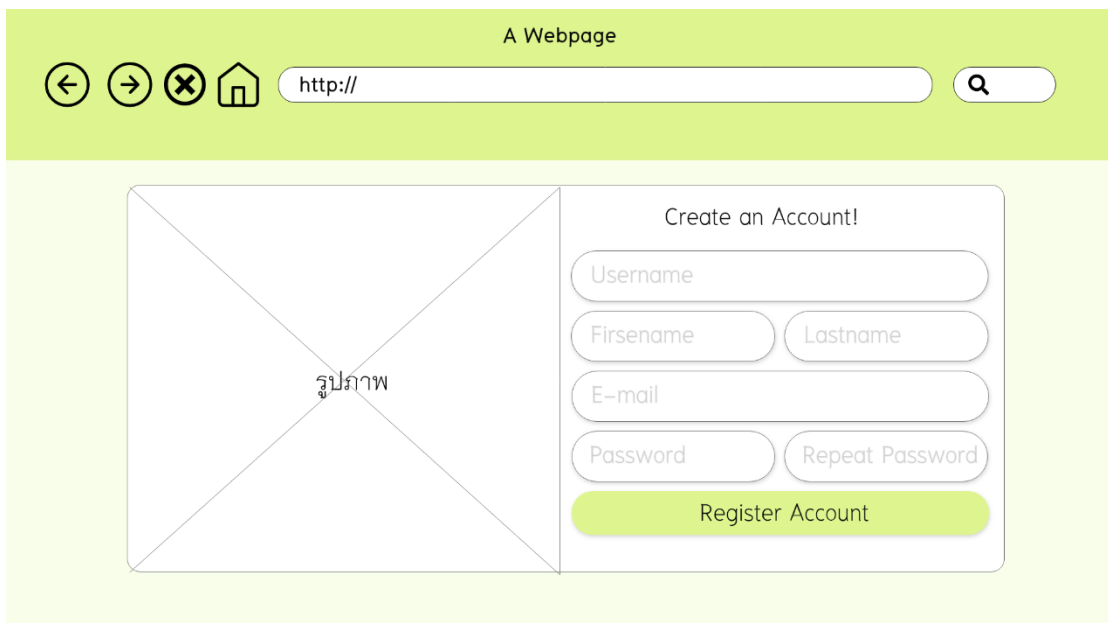 A Webpage
http://
Create an Account!
Username
Firsename Lastname
รูปภาพ
E-mail
Password Repeat Password
Register Account